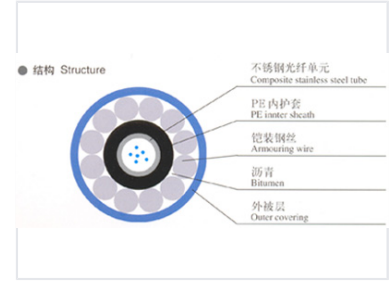 ● 结构 Structure
不锈钢光纤单元
Composite stainless steel tube
PE 内护套
PE innter sheath
铠装钢丝
Armouring wire
沥青
Bitumen
外被层
Outer covering